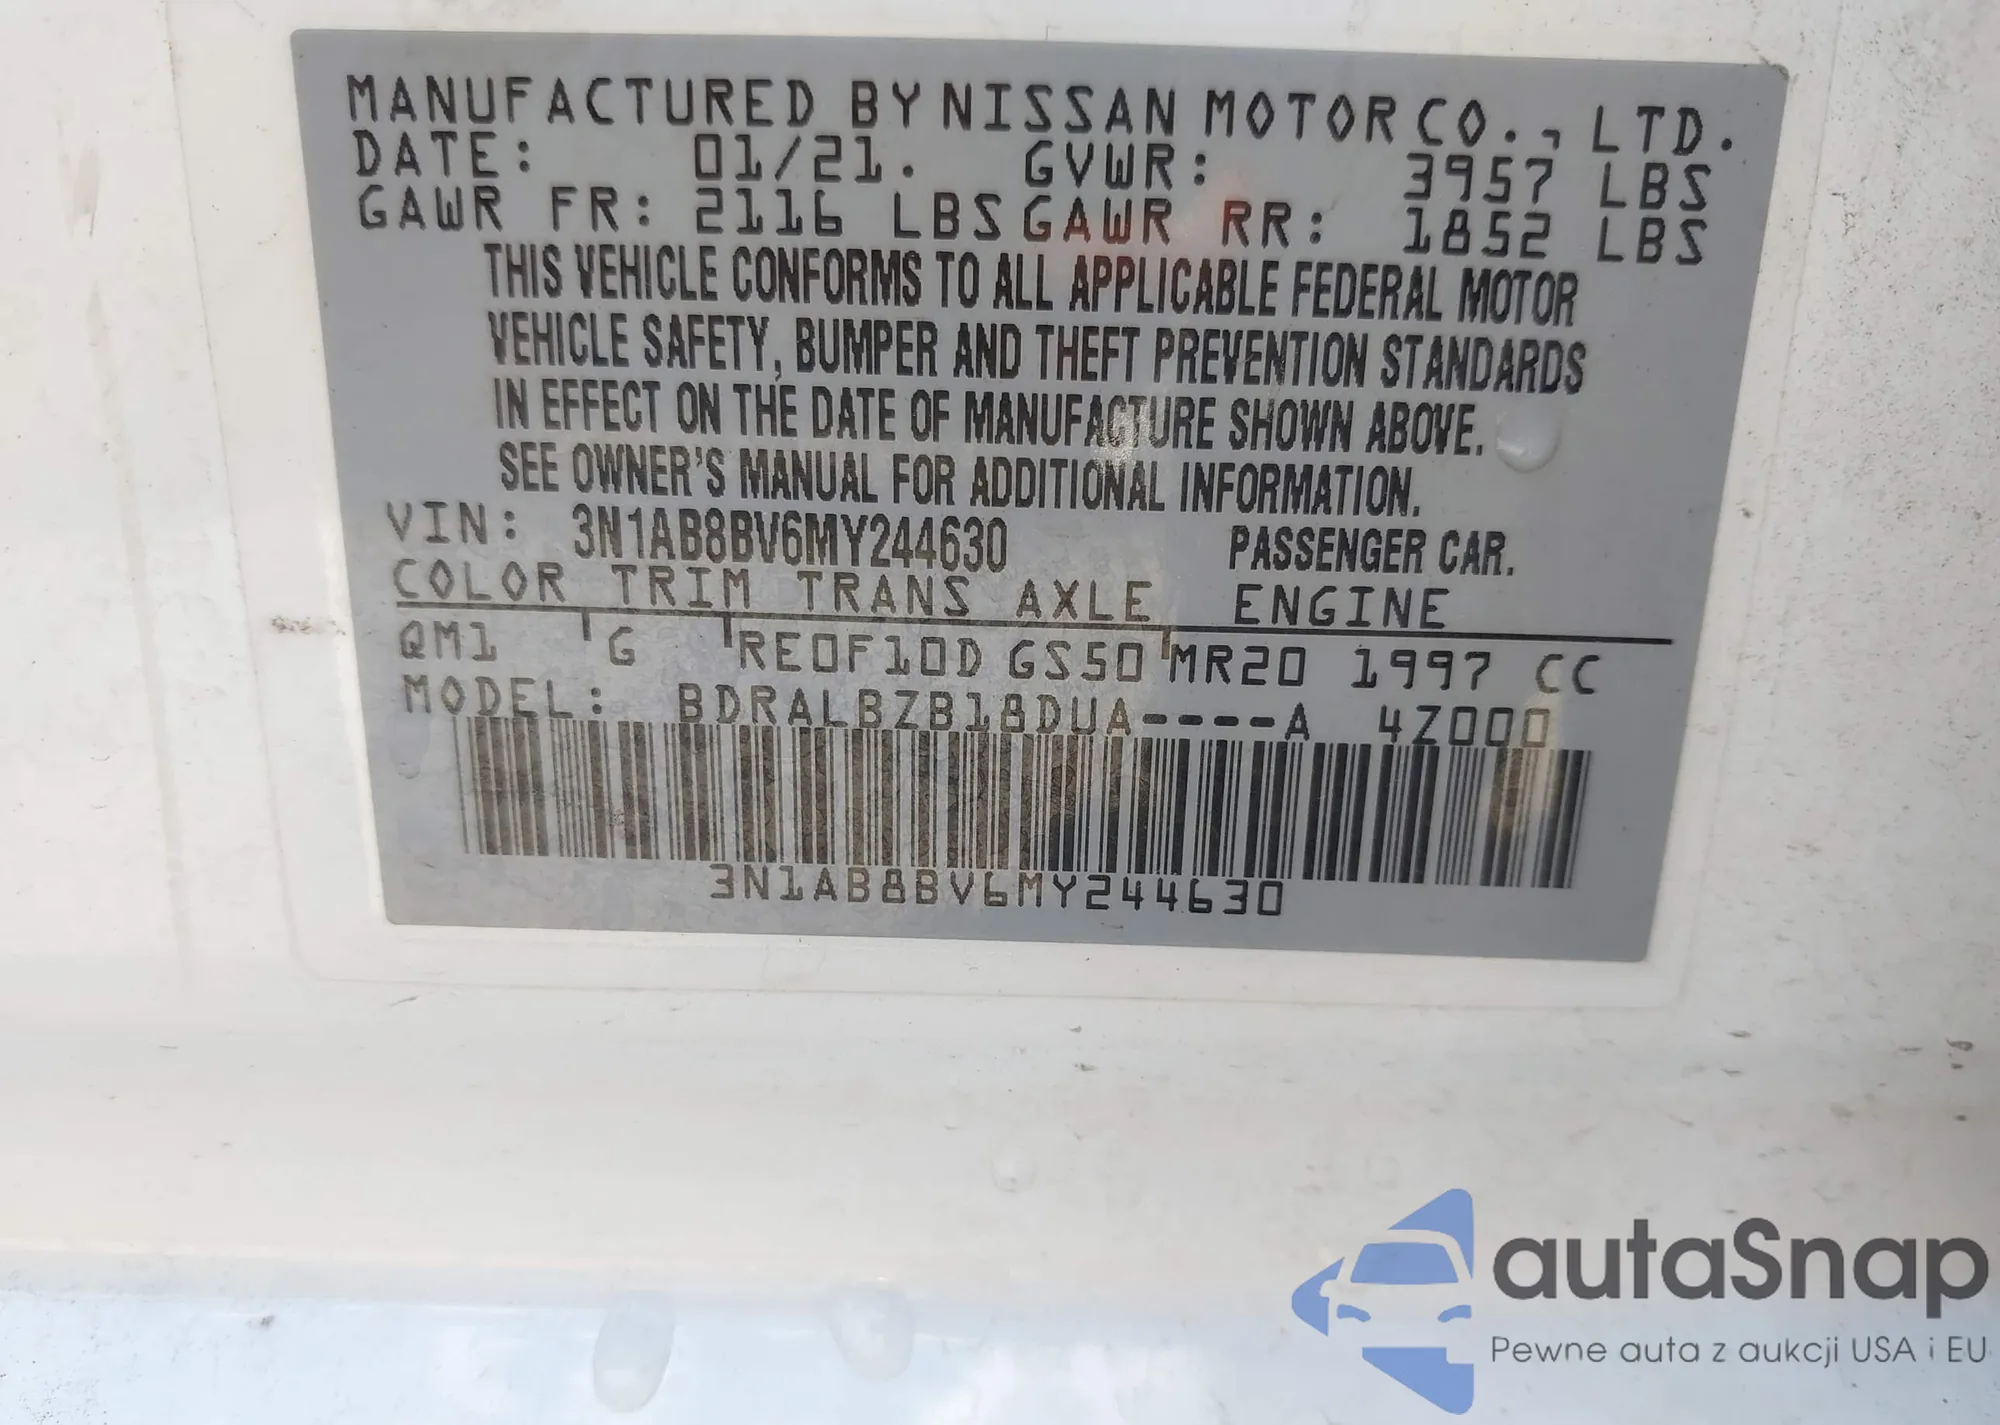 MANUFACTURED BY NISSAN MOTOR CO., LTD.
DATE: 01/21. GVWR: 3957 LBS
GAWR FR: 2116 LBS GAWR RR: 1852 LBS
THIS VEHICLE CONFORMS TO ALL APPLICABLE FEDERAL MOTOR
VEHICLE SAFETY, BUMPER AND THEFT PREVENTION STANDARDS
IN EFFECT ON THE DATE OF MANUFACTURE SHOWN ABOVE.
SEE OWNER'S MANUAL FOR ADDITIONAL INFORMATION.
VIN: 3N1AB8BV6MY244630 PASSENGER CAR.
COLOR TRIM TRANS AXLE ENGINE
QM1 G RE0F10D GS50 MR20 1997 CC
MODEL: BDRALBZB18DUA----A 4Z000
3N1AB8BV6MY244630
autaSnap
Pewne auta z aukcji USA i EU